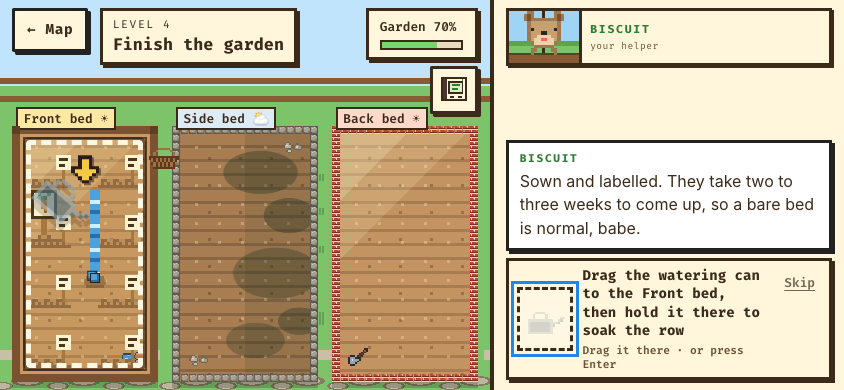 ← Map
LEVEL 4
Finish the garden
Garden 70%
Front bed ☀
Side bed ⛅
Back bed ☀
BISCUIT
your helper
BISCUIT
Sown and labelled. They take two to
three weeks to come up, so a bare bed
is normal, babe.
Drag the watering can
to the Front bed,
then hold it there to
soak the row
Skip
Drag it there · or press
Enter